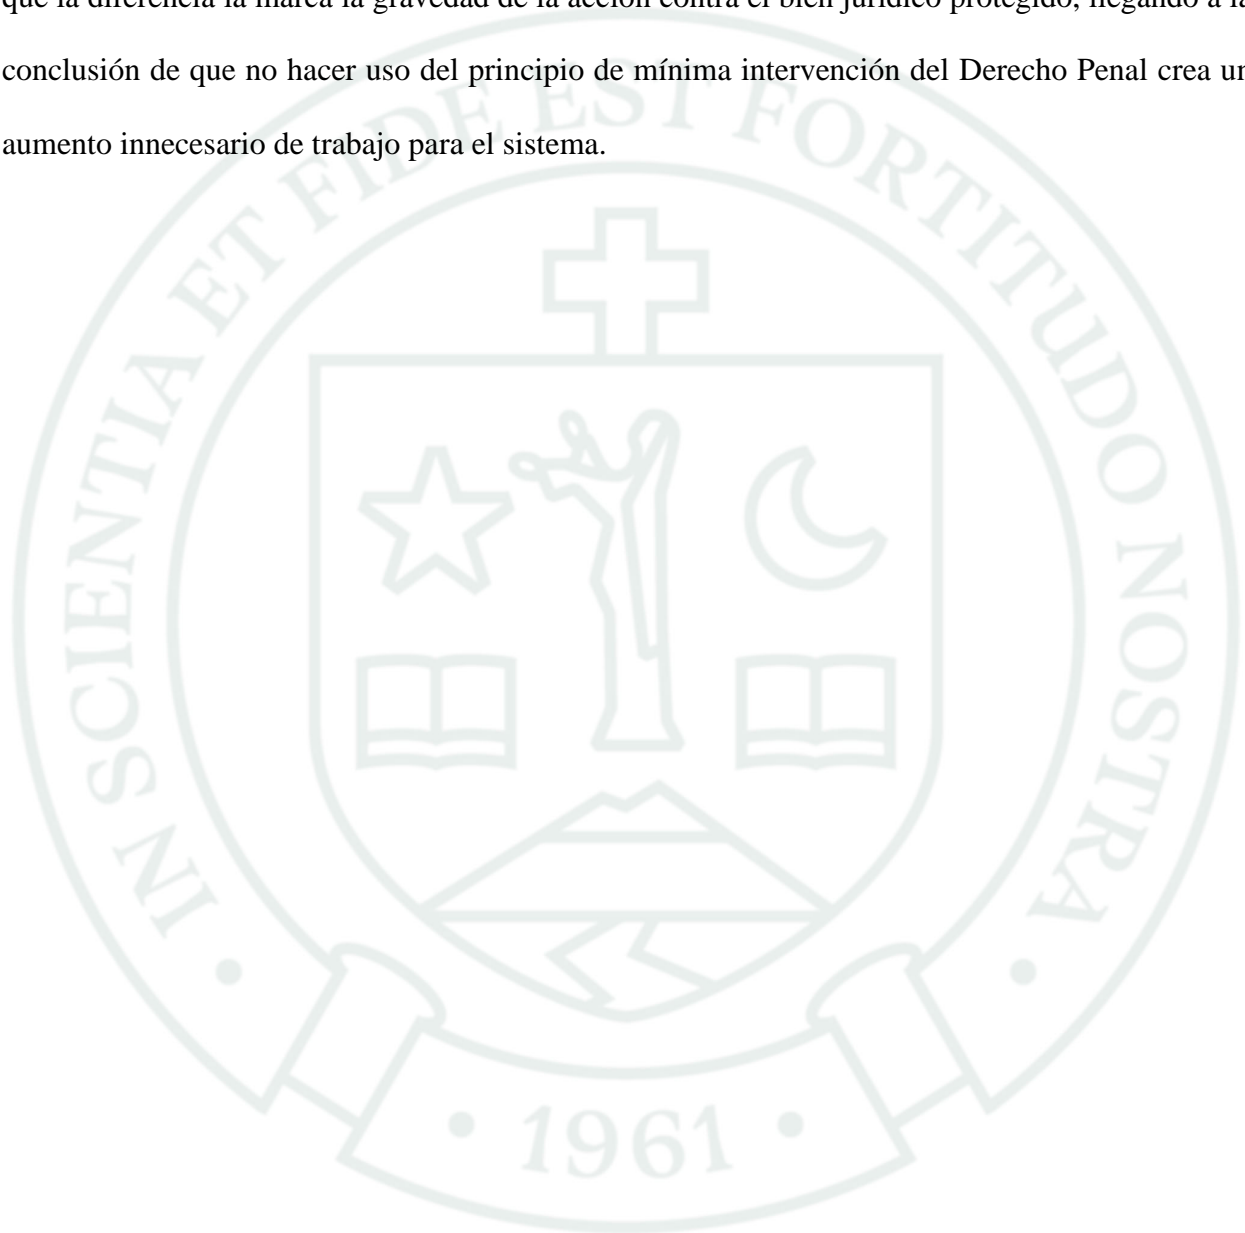 que la diferencia la marca la gravedad de la acción contra el bien jurídico protegido, llegando a la
conclusión de que no hacer uso del principio de mínima intervención del Derecho Penal crea un
aumento innecesario de trabajo para el sistema.
IN SCIENTIA ET FIDE EST FORTITUDO NOSTRA
• 1961 •